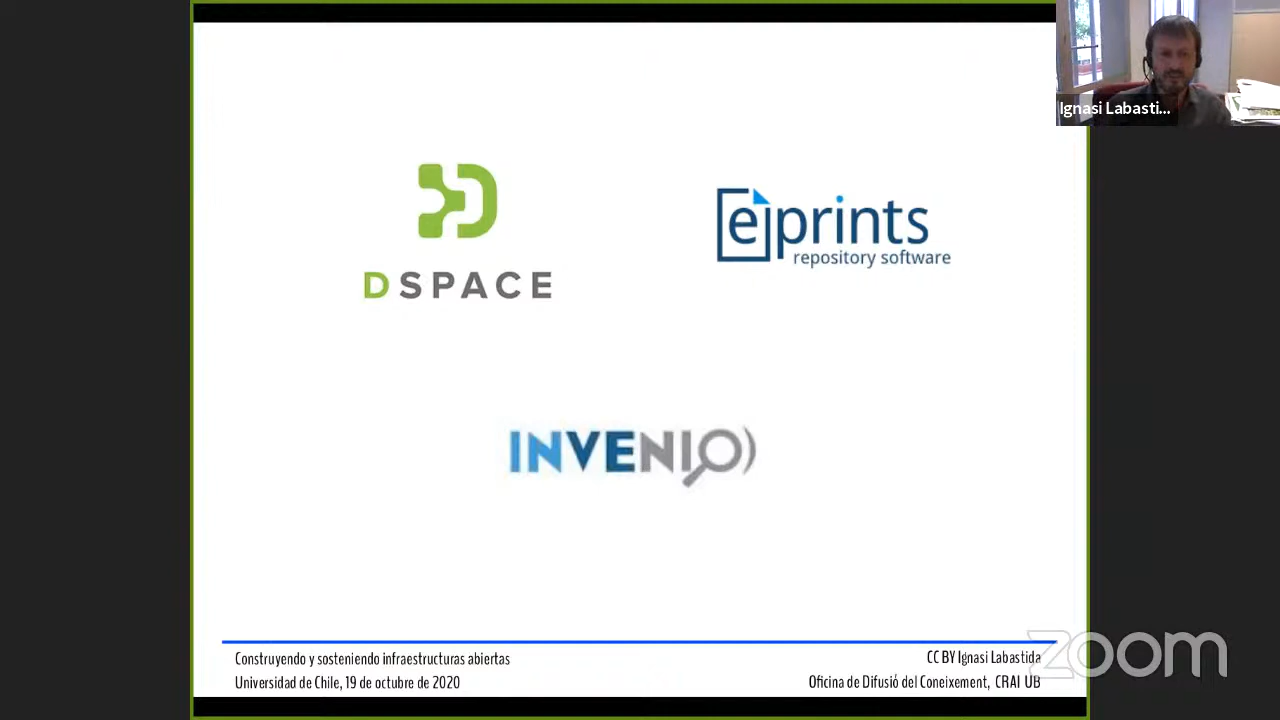 Ignasi Labasti...
DSPACE
eprints
repository software
INVENIO
Construyendo y sosteniendo infraestructuras abiertas
Universidad de Chile, 19 de octubre de 2020
CC BY Ignasi Labastida
Oficina de Difusió del Coneixement, CRAI UB
zoom